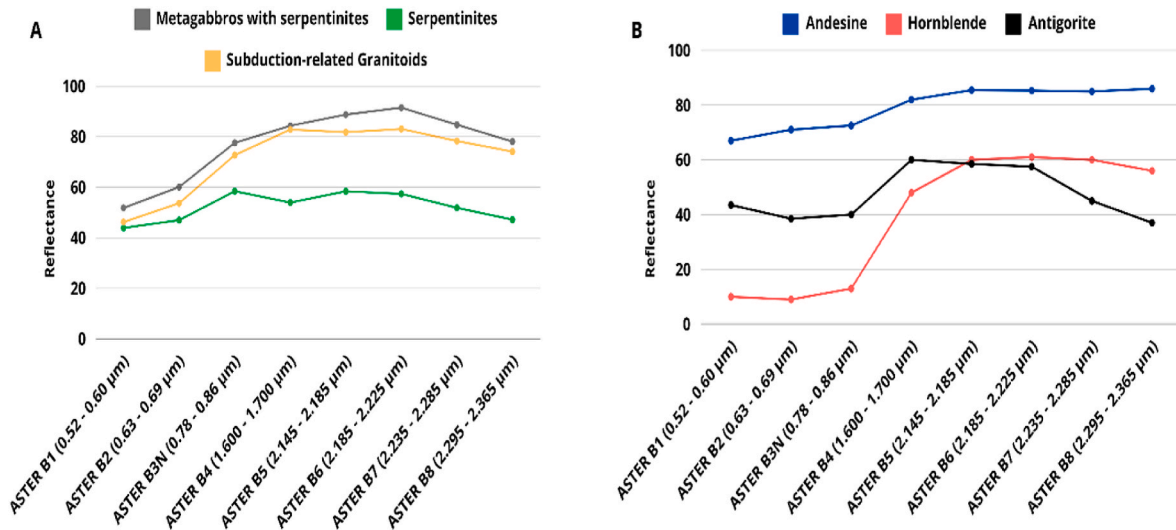 A
Metagabbros with serpentinites
Serpentinites
Subduction-related Granitoids
100
80
60
40
20
0
Reflectance
ASTER B1 (0.52 - 0.60 µm)
ASTER B2 (0.63 - 0.69 µm)
ASTER B3N (0.78 - 0.86 µm)
ASTER B4 (1.600 - 1.700 µm)
ASTER B5 (2.145 - 2.185 µm)
ASTER B6 (2.185 - 2.225 µm)
ASTER B7 (2.235 - 2.285 µm)
ASTER B8 (2.295 - 2.365 µm)
B
Andesine
Hornblende
Antigorite
100
80
60
40
20
0
Reflectance
ASTER B1 (0.52 - 0.60 µm)
ASTER B2 (0.63 - 0.69 µm)
ASTER B3N (0.78 - 0.86 µm)
ASTER B4 (1.600 - 1.700 µm)
ASTER B5 (2.145 - 2.185 µm)
ASTER B6 (2.185 - 2.225 µm)
ASTER B7 (2.235 - 2.285 µm)
ASTER B8 (2.295 - 2.365 µm)